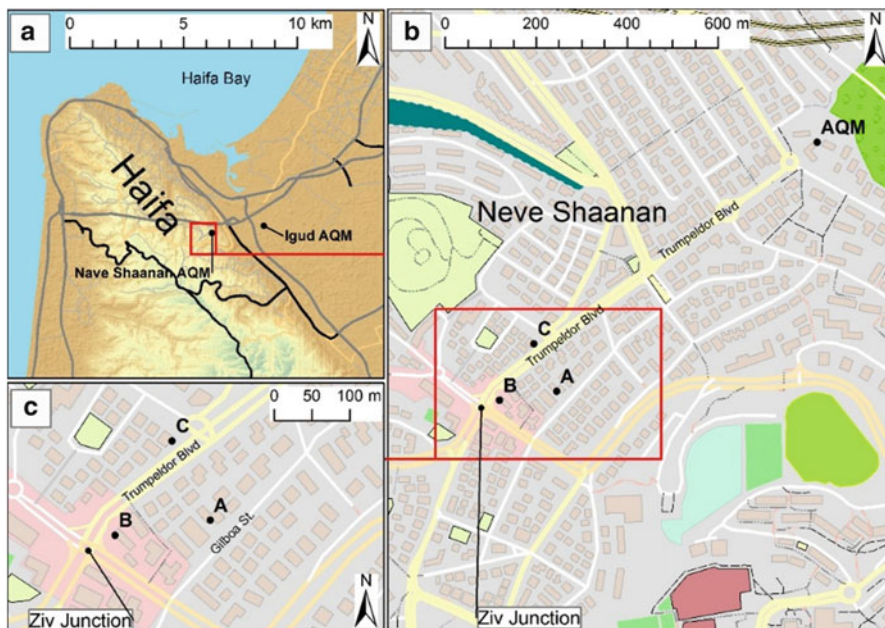 a
0 5 10 km
N
Haifa Bay
Haifa
Igud AQM
Nave Shaanan AQM
b
0 200 400 600 m
N
AQM
Neve Shaanan
Trumpeldor Blvd
C
Trumpeldor Blvd
B
A
Ziv Junction
c
0 50 100 m
C
Trumpeldor Blvd
A
B
Gilboa St.
N
Ziv Junction